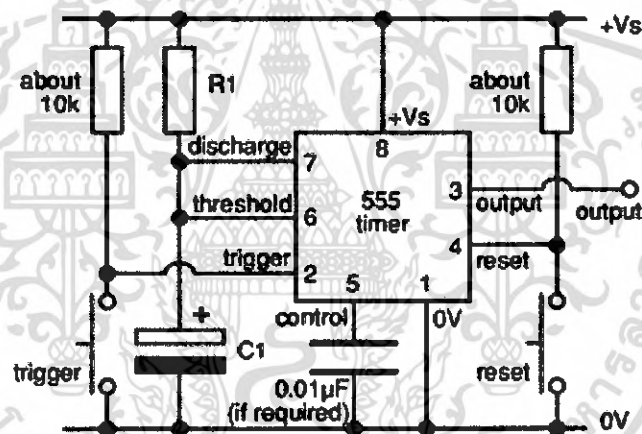 +Vs
about
10k
R1
about
10k
+Vs
8
discharge
7
3
output
output
555
timer
threshold
6
4
reset
trigger
2
5
1
control
0V
+
C1
trigger
0.01µF
(if required)
reset
0V